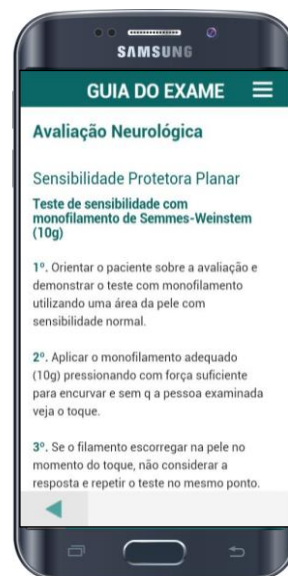 SAMSUNG
GUIA DO EXAME
Avaliação Neurológica
Sensibilidade Protetora Planar
Teste de sensibilidade com
monofilamento de Semmes-Weinstem
(10g)
1º. Orientar o paciente sobre a avaliação e
demonstrar o teste com monofilamento
utilizando uma área da pele com
sensibilidade normal.
2º. Aplicar o monofilamento adequado
(10g) pressionando com força suficiente
para encurvar e sem q a pessoa examinada
veja o toque.
3º. Se o filamento escorregar na pele no
momento do toque, não considerar a
resposta e repetir o teste no mesmo ponto.